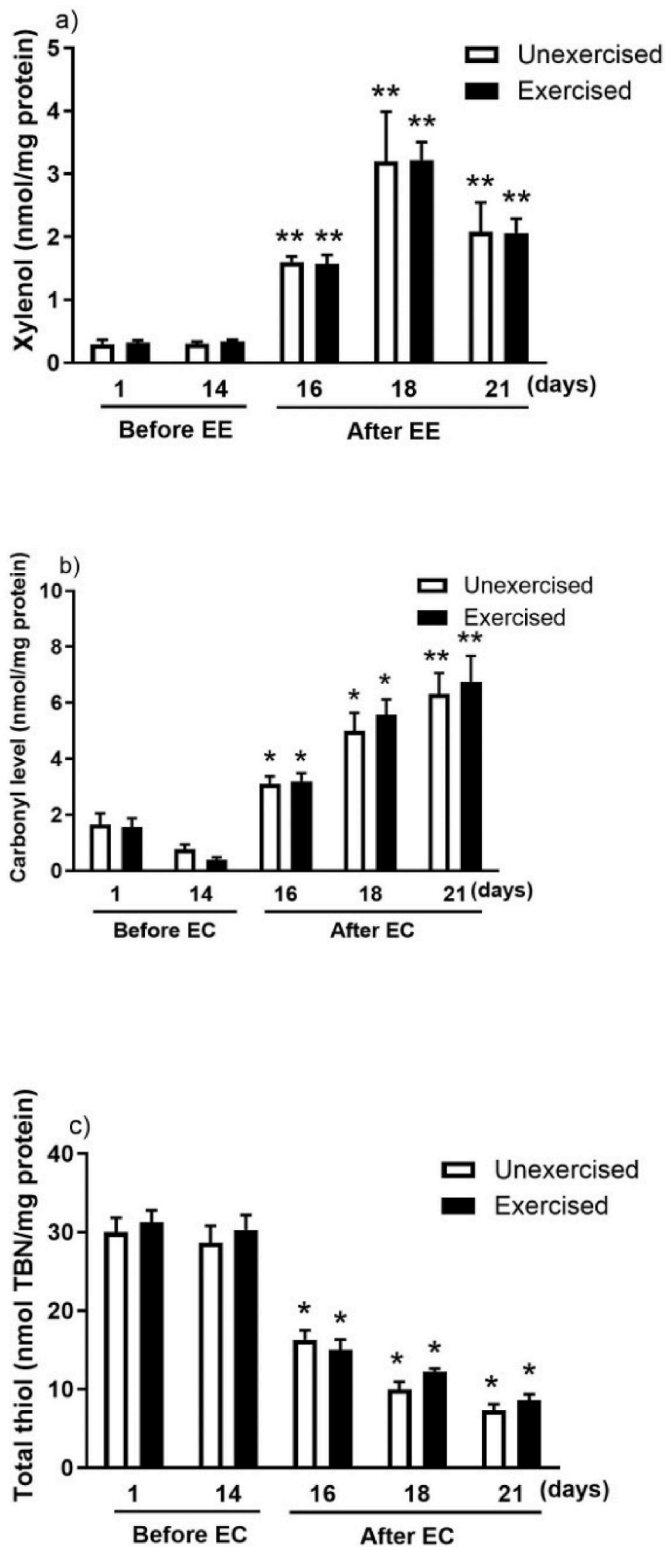 a)
Xylenol (nmol/mg protein)
5
4
3
2
1
0
Unexercised
Exercised
** ** ** ** ** **
1 14 16 18 21 (days)
Before EE After EE
b)
Carbonyl level (nmol/mg protein)
10
8
6
4
2
0
Unexercised
Exercised
* * * * ** **
1 14 16 18 21 (days)
Before EC After EC
c)
Total thiol (nmol TBN/mg protein)
40
30
20
10
0
Unexercised
Exercised
* * * * * *
1 14 16 18 21 (days)
Before EC After EC